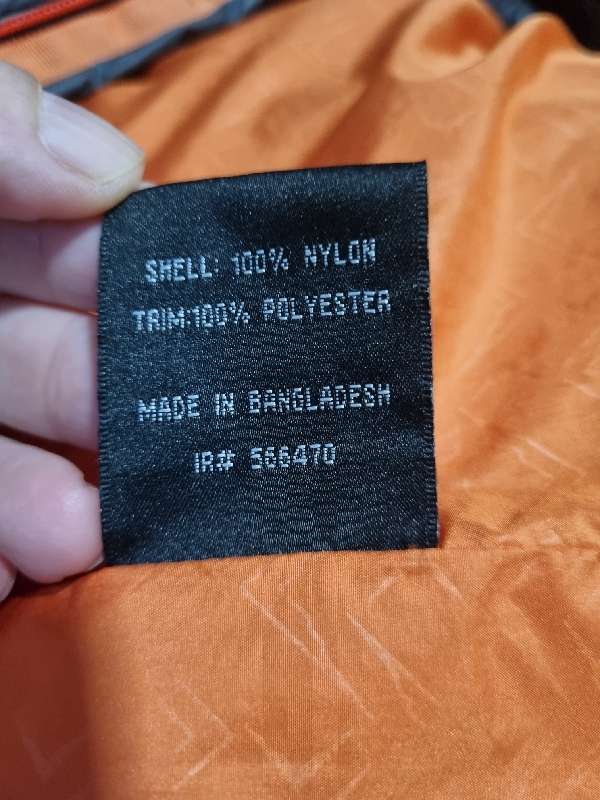 SHELL: 100% NYLON
TRIM:100% POLYESTER
MADE IN BANGLADESH
IR# 566470